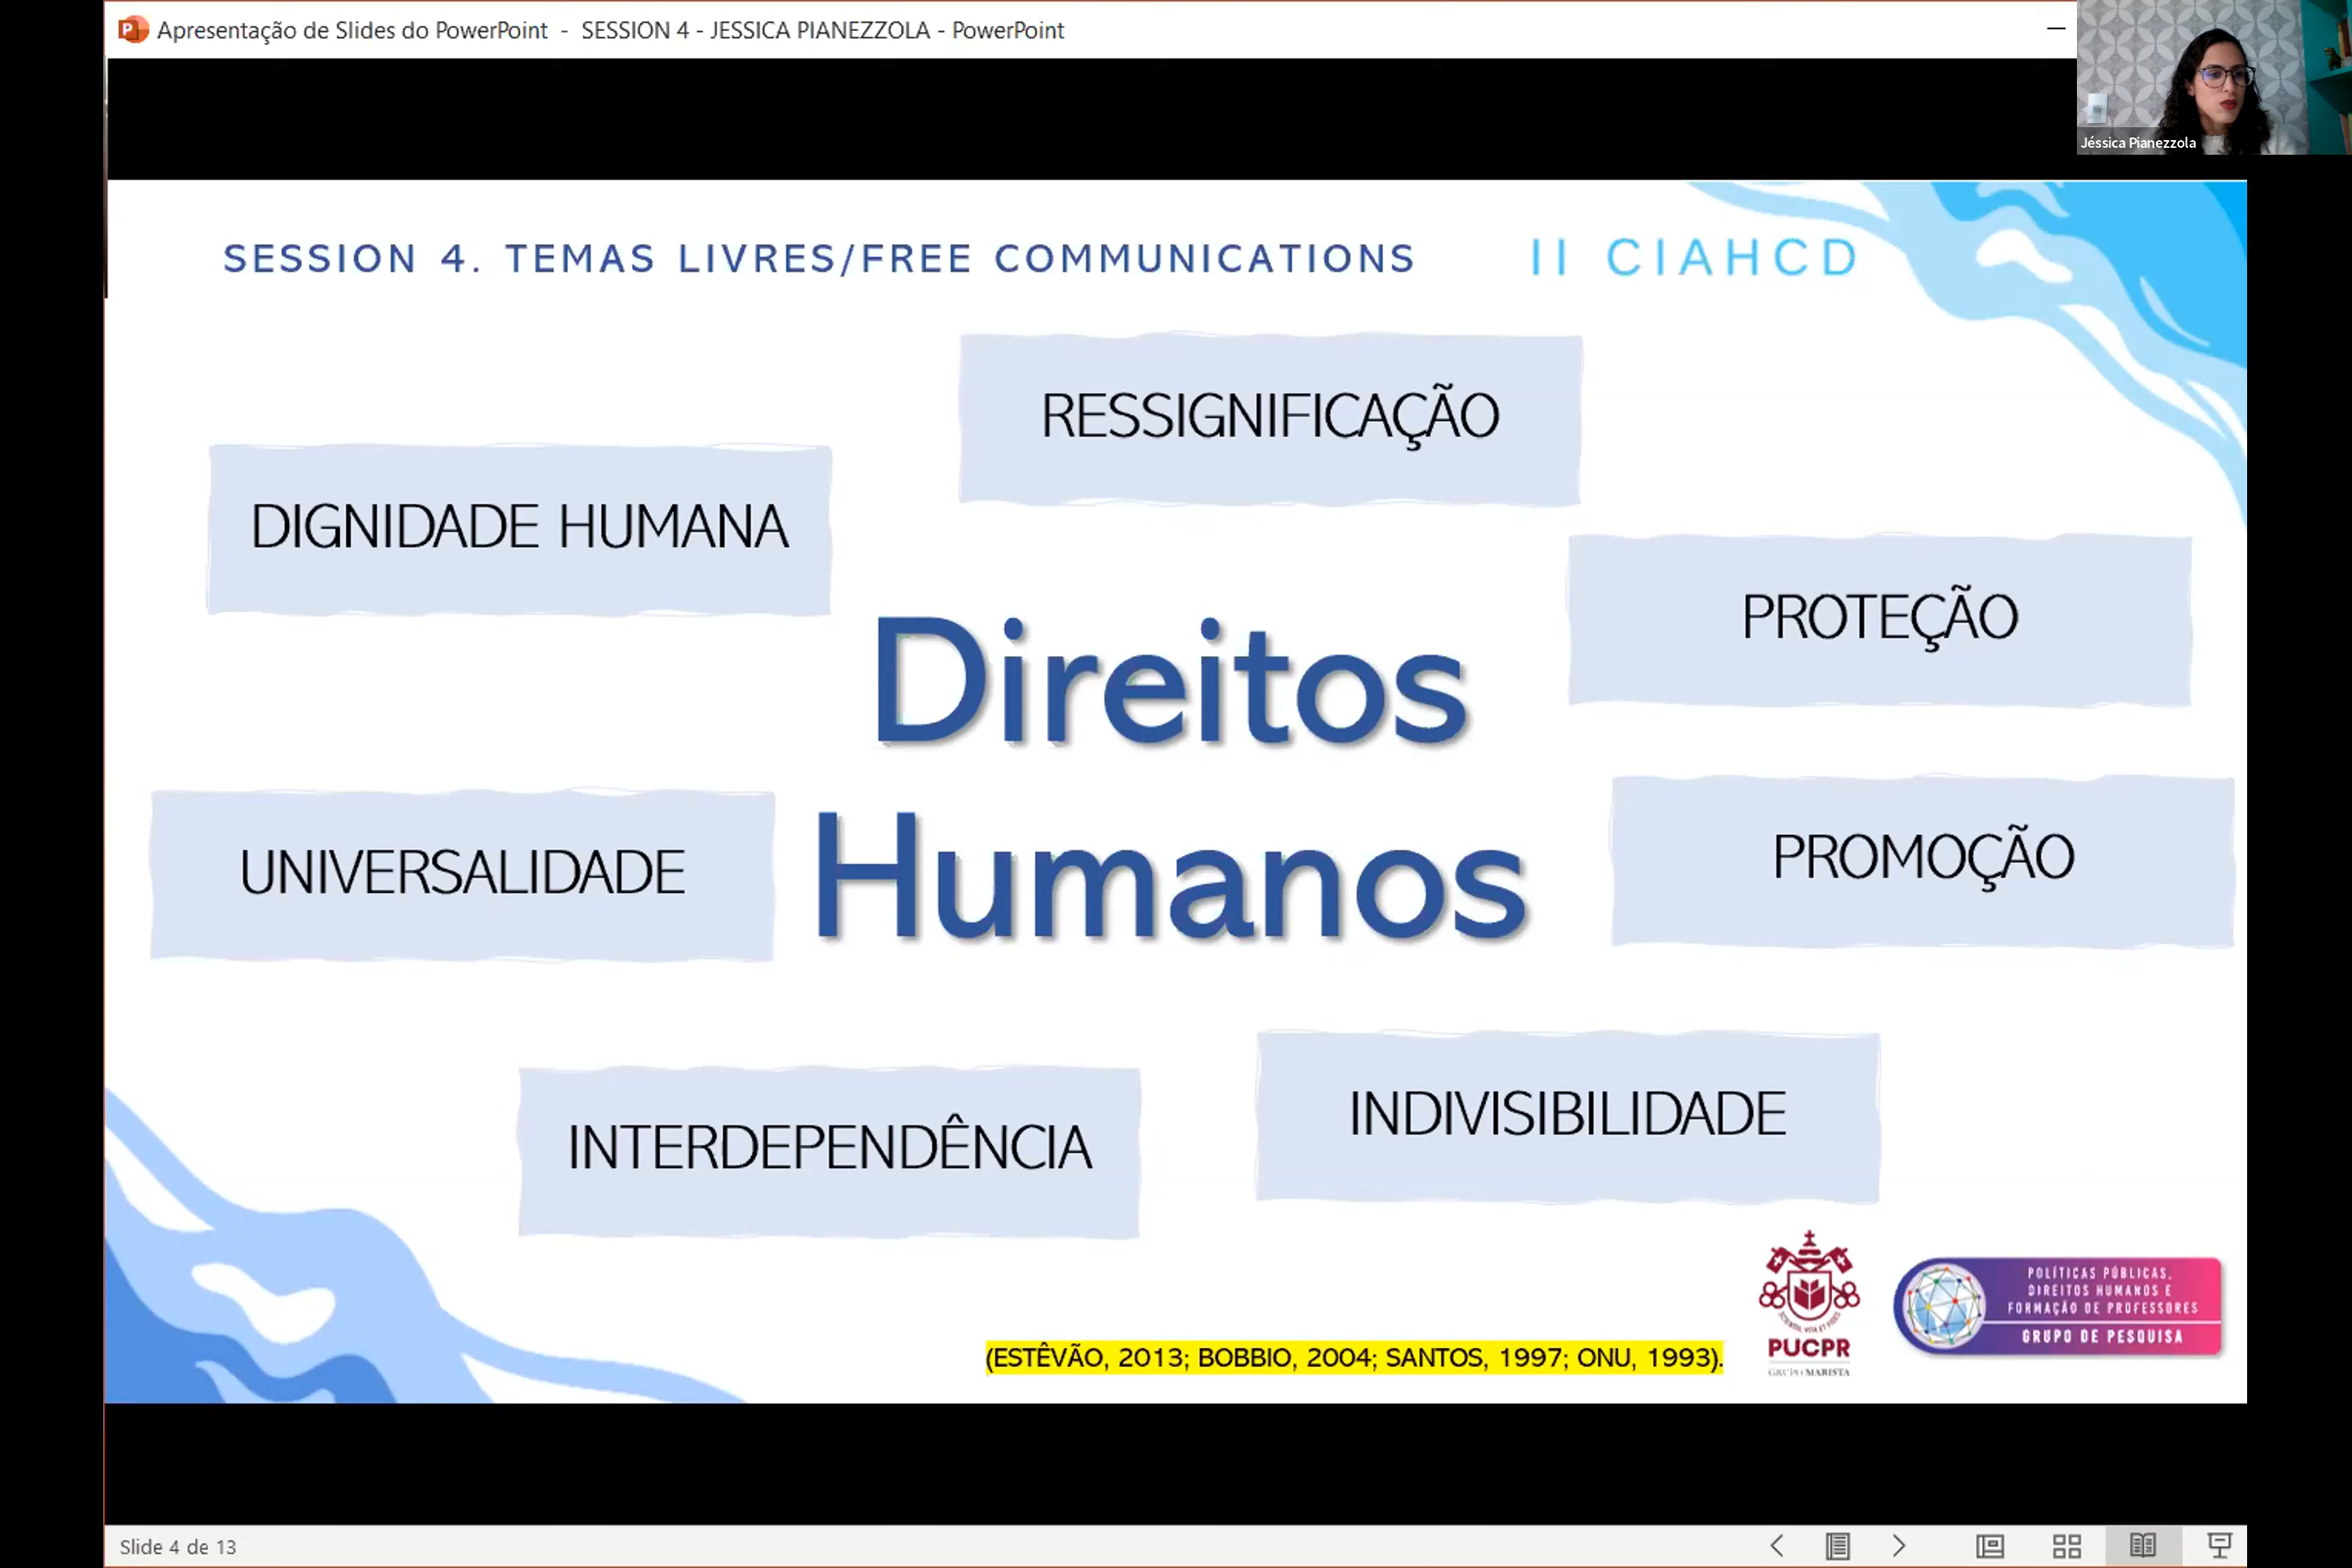 Apresentação de Slides do PowerPoint - SESSION 4 - JESSICA PIANEZZOLA - PowerPoint
Jéssica Pianezzola
SESSION 4. TEMAS LIVRES/FREE COMMUNICATIONS
II CIAHCD
RESSIGNIFICAÇÃO
DIGNIDADE HUMANA
PROTEÇÃO
Direitos
Humanos
UNIVERSALIDADE
PROMOÇÃO
INTERDEPENDÊNCIA
INDIVISIBILIDADE
(ESTÊVÃO, 2013; BOBBIO, 2004; SANTOS, 1997; ONU, 1993).
PUCPR
GRUPO MARISTA
POLÍTICAS PÚBLICAS,
DIREITOS HUMANOS E
FORMAÇÃO DE PROFESSORES
GRUPO DE PESQUISA
Slide 4 de 13